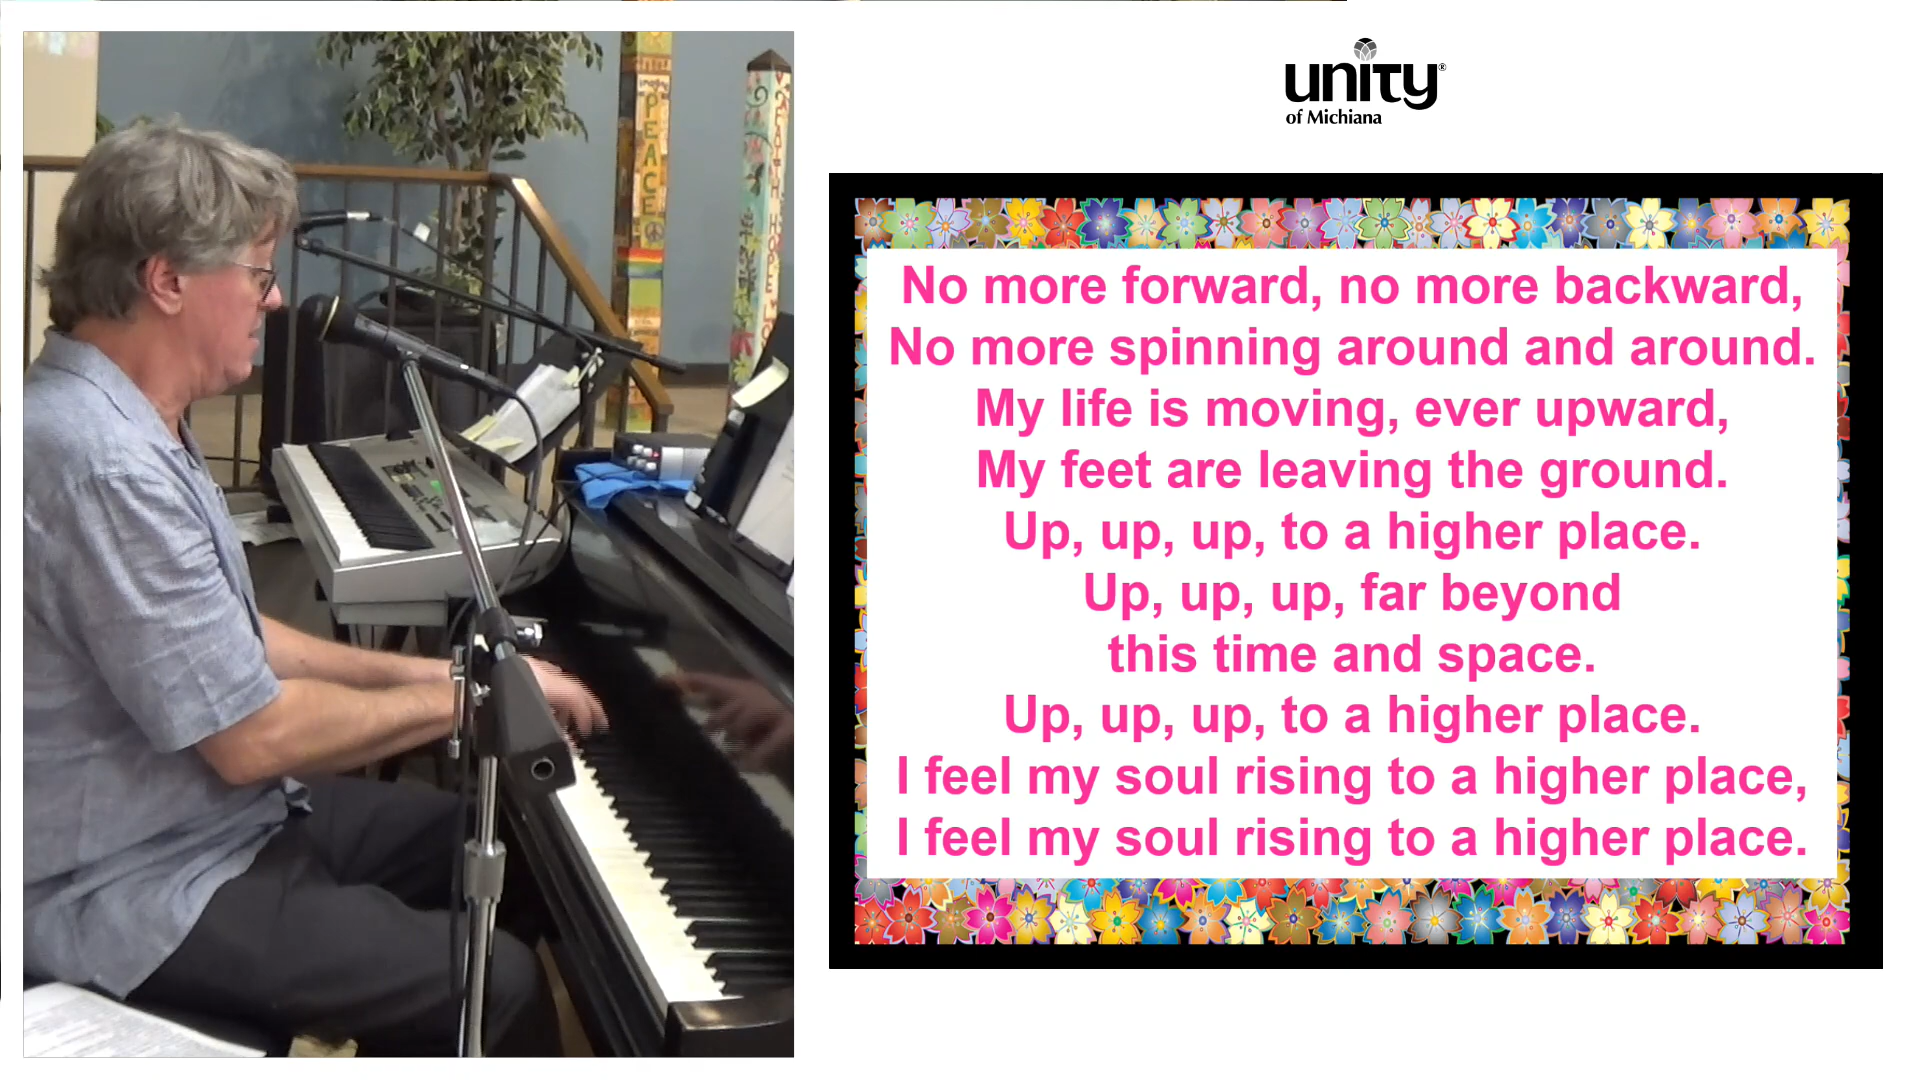 imagine
PEACE
FAITH HOPE
unity®
of Michiana
No more forward, no more backward,
No more spinning around and around.
My life is moving, ever upward,
My feet are leaving the ground.
Up, up, up, to a higher place.
Up, up, up, far beyond
this time and space.
Up, up, up, to a higher place.
I feel my soul rising to a higher place,
I feel my soul rising to a higher place.